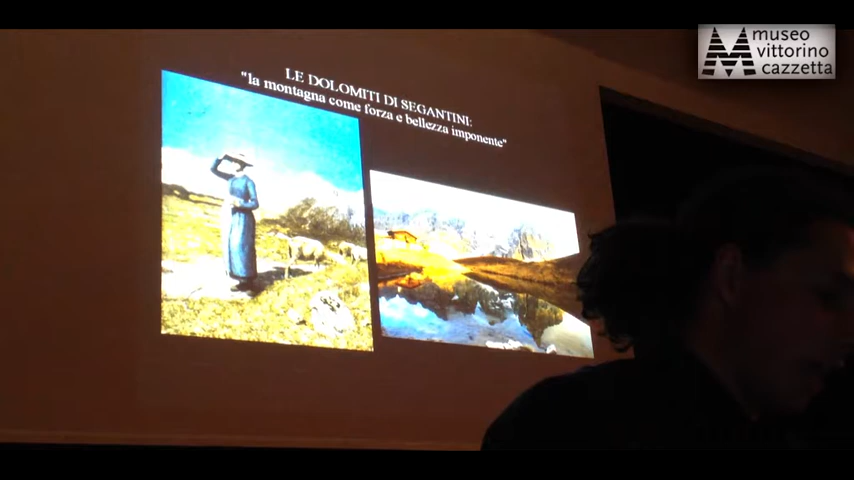 museo
vittorino
cazzetta
LE DOLOMITI DI SEGANTINI:
"la montagna come forza e bellezza imponente"